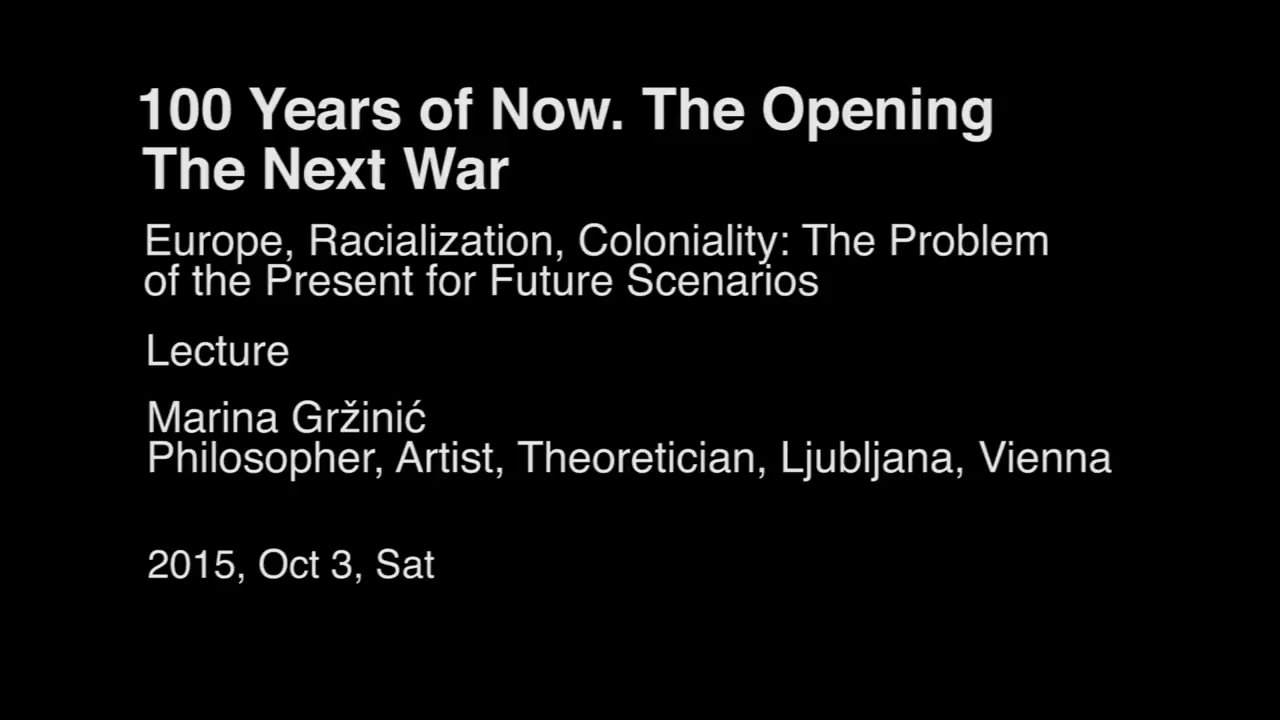 100 Years of Now. The Opening
The Next War
Europe, Racialization, Coloniality: The Problem
of the Present for Future Scenarios
Lecture
Marina Gržinić
Philosopher, Artist, Theoretician, Ljubljana, Vienna
2015, Oct 3, Sat